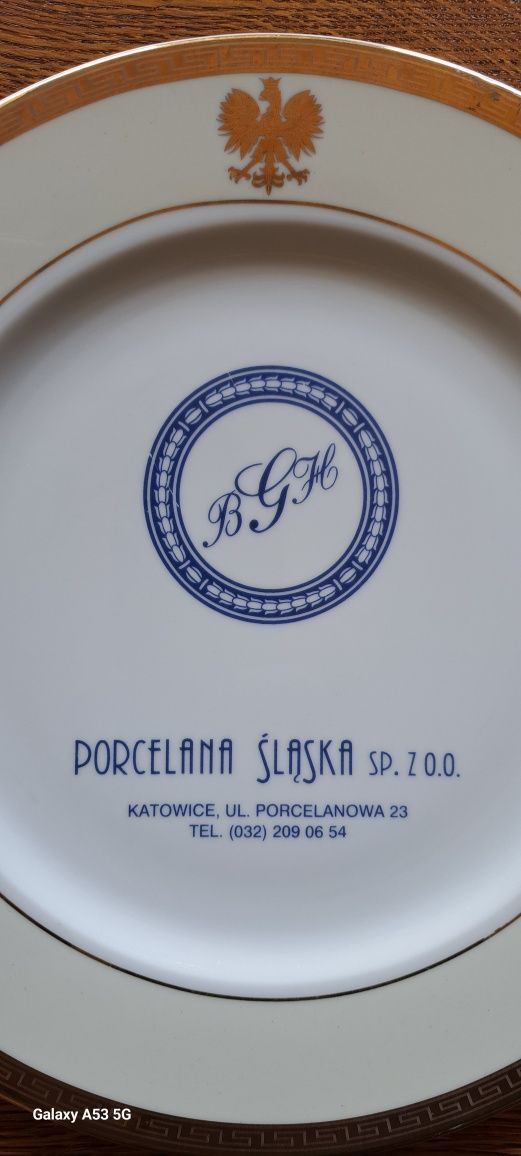 BGH
PORCELANA ŚLĄSKA SP. Z O.O.
KATOWICE, UL. PORCELANOWA 23
TEL. (032) 209 06 54
Galaxy A53 5G